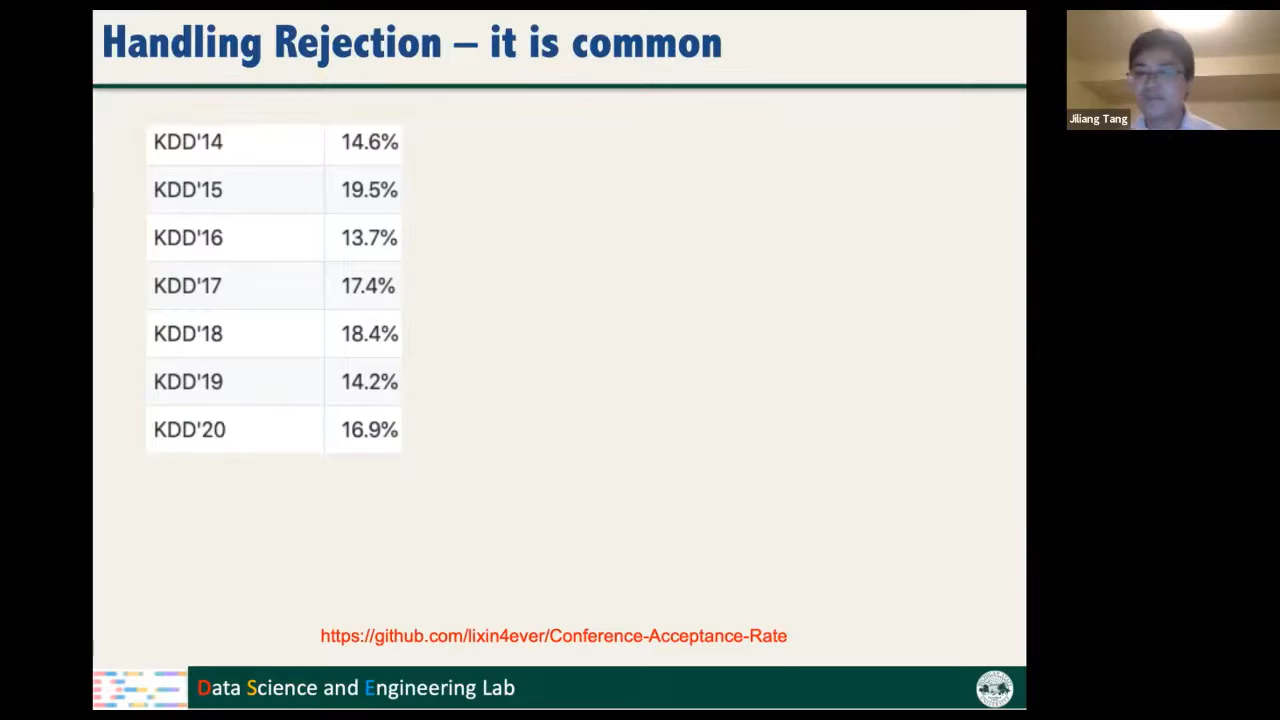 Handling Rejection – it is common
Jiliang Tang
KDD'14 14.6%
KDD'15 19.5%
KDD'16 13.7%
KDD'17 17.4%
KDD'18 18.4%
KDD'19 14.2%
KDD'20 16.9%
https://github.com/lixin4ever/Conference-Acceptance-Rate
Data Science and Engineering Lab